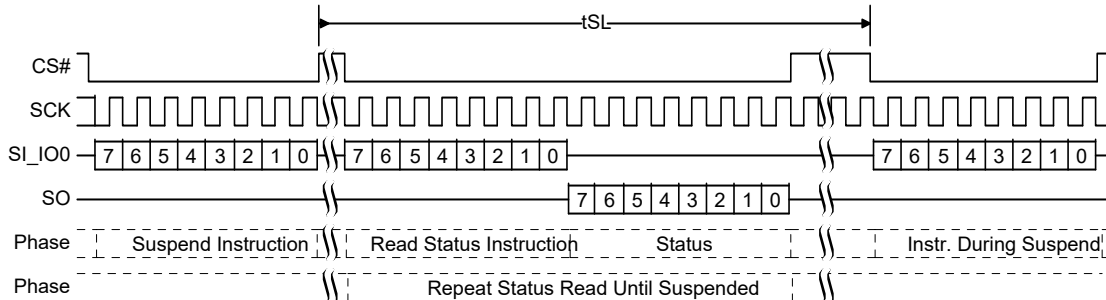 tSL
CS#
SCK
SI_IO0 7 6 5 4 3 2 1 0 7 6 5 4 3 2 1 0 7 6 5 4 3 2 1 0
SO 7 6 5 4 3 2 1 0
Phase Suspend Instruction Read Status Instruction Status Instr. During Suspend
Phase Repeat Status Read Until Suspended